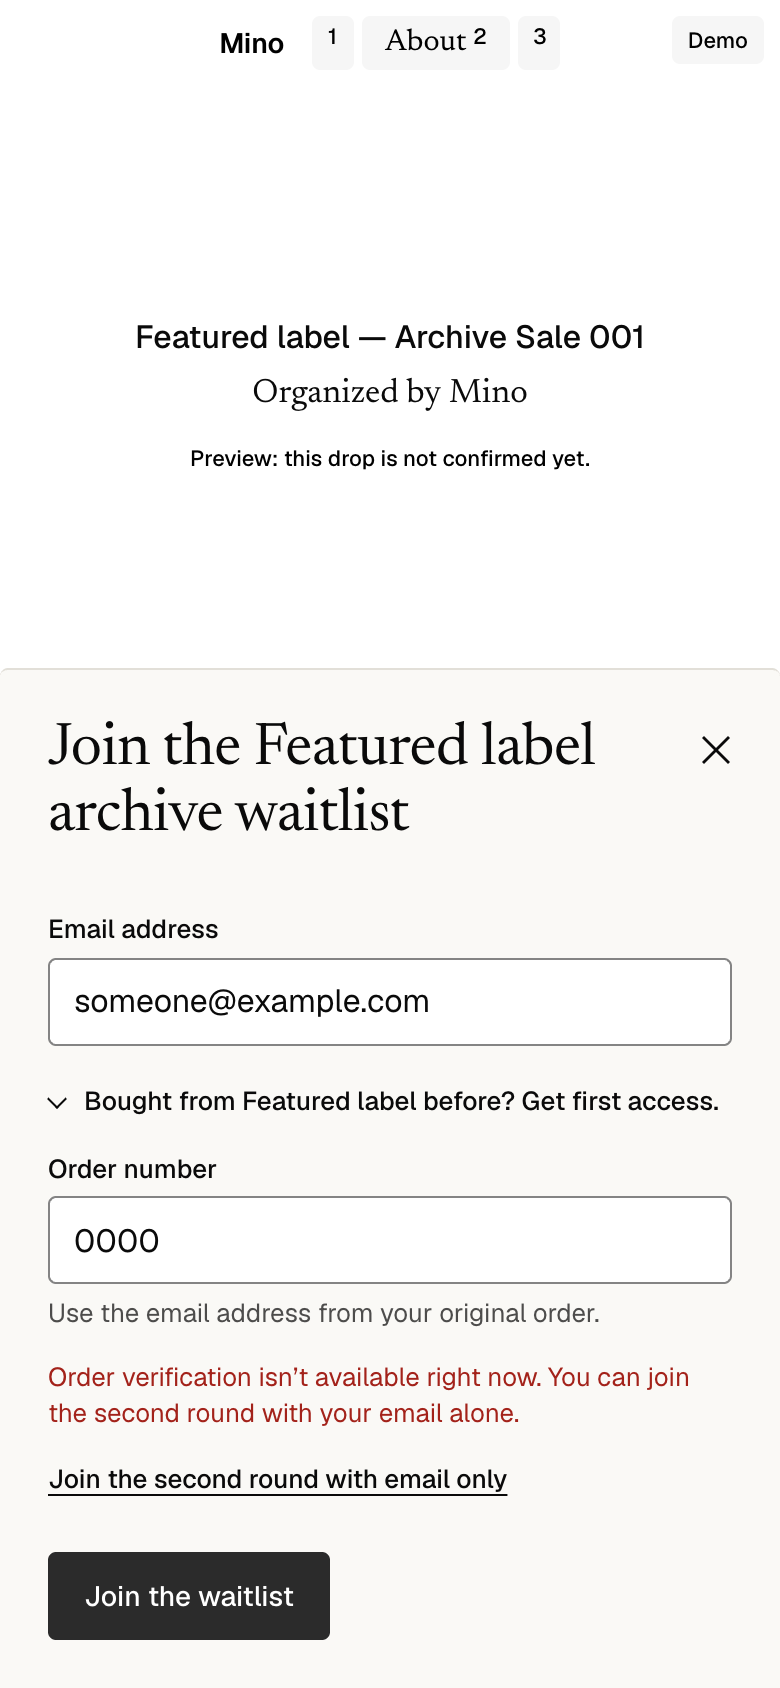 Mino 1 About 2 3 Demo
Featured label — Archive Sale 001
Organized by Mino
Preview: this drop is not confirmed yet.
Join the Featured label
archive waitlist
Email address
someone@example.com
Bought from Featured label before? Get first access.
Order number
0000
Use the email address from your original order.
Order verification isn’t available right now. You can join
the second round with your email alone.
Join the second round with email only
Join the waitlist